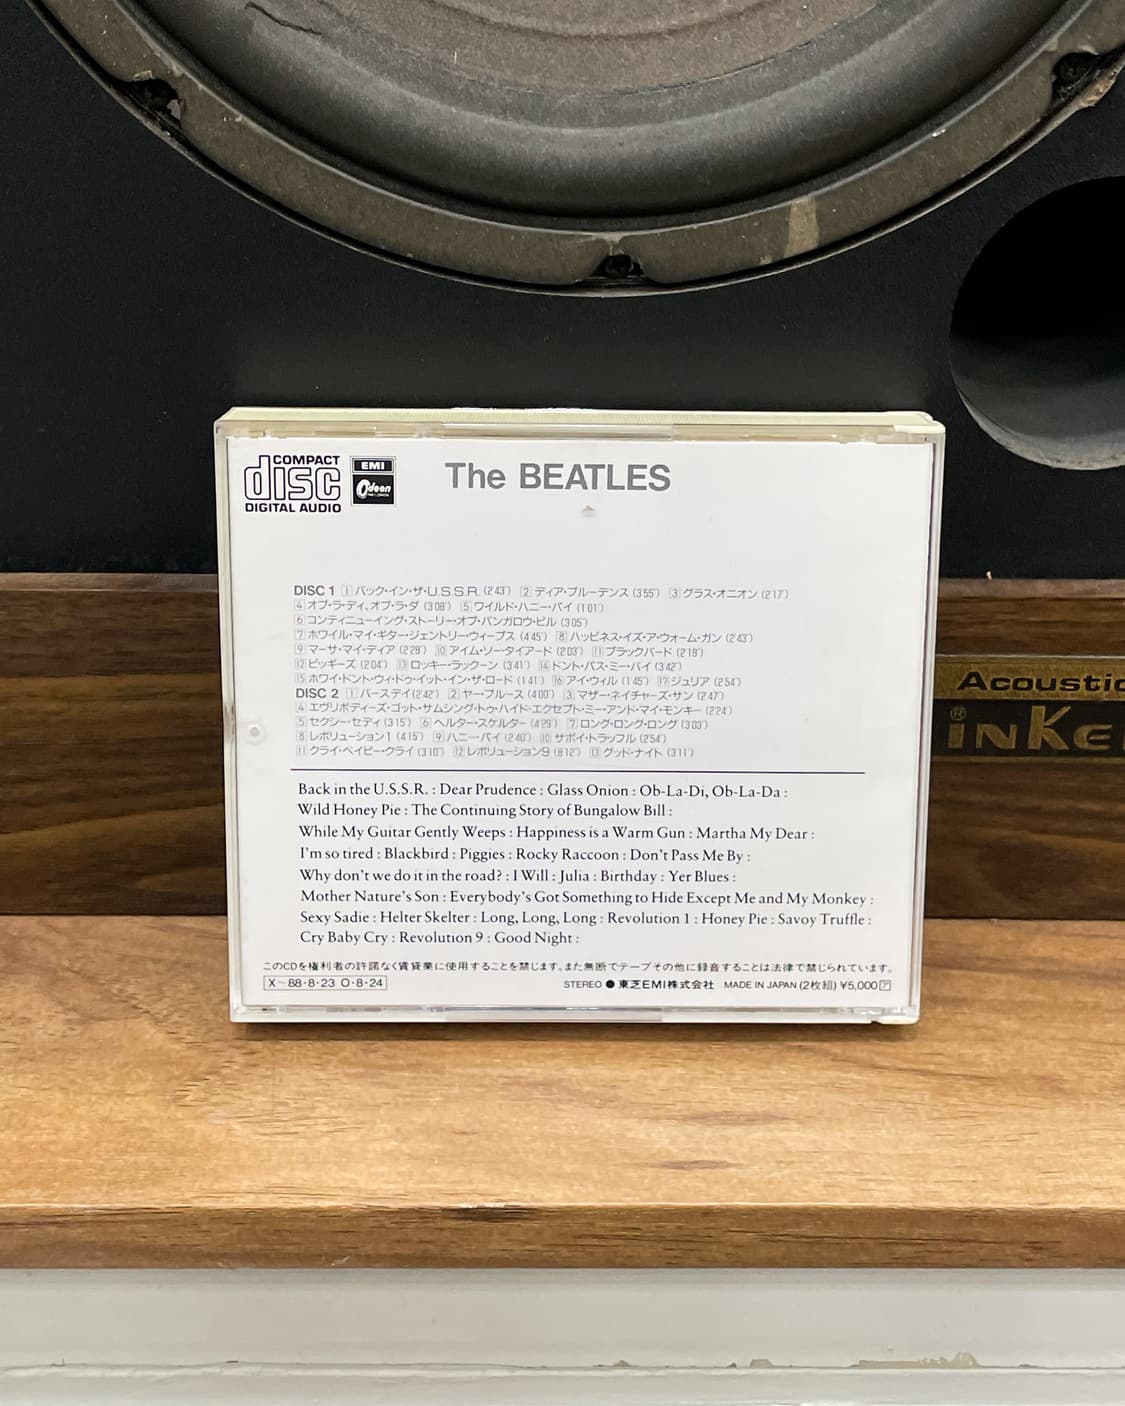 COMPACT
disc
DIGITAL AUDIO
EMI
Odeon
The BEATLES
DISC 1 ①バック・イン・ザ・U.S.S.R. (2'43") ②ディア・プルーデンス (3'55") ③グラス・オニオン (2'17")
④オブ・ラ・ディ、オブ・ラ・ダ (3'08") ⑤ワイルド・ハニー・パイ (1'01")
⑥コンティニューイング・ストーリー・オブ・バンガロウ・ビル (3'05")
⑦ホワイル・マイ・ギター・ジェントリー・ウィープス (4'45") ⑧ハッピネス・イズ・ア・ウォーム・ガン (2'43")
⑨マーサ・マイ・ディア (2'28") ⑩アイム・ソー・タイアード (2'03") ⑪ブラックバード (2'18")
⑫ピッギーズ (2'04") ⑬ロッキー・ラックーン (3'41") ⑭ドント・パス・ミー・バイ (3'42")
⑮ホワイ・ドント・ウィ・ドゥ・イット・イン・ザ・ロード (1'41") ⑯アイ・ウィル (1'45") ⑰ジュリア (2'54")
DISC 2 ①バースデイ (2'42") ②ヤー・ブルース (4'00") ③マザー・ネイチャーズ・サン (2'47")
④エヴリボディーズ・ゴット・サムシング・トゥ・ハイド・エクセプト・ミー・アンド・マイ・モンキー (2'24")
⑤セクシー・セディ (3'15") ⑥ヘルター・スケルター (4'29") ⑦ロング・ロング・ロング (3'03")
⑧レボリューション1 (4'15") ⑨ハニー・パイ (2'40") ⑩サボイ・トラッフル (2'54")
⑪クライ・ベイビー・クライ (3'10") ⑫レボリューション9 (8'12") ⑬グッド・ナイト (3'11")
Back in the U.S.S.R. : Dear Prudence : Glass Onion : Ob-La-Di, Ob-La-Da :
Wild Honey Pie : The Continuing Story of Bungalow Bill :
While My Guitar Gently Weeps : Happiness is a Warm Gun : Martha My Dear :
I'm so tired : Blackbird : Piggies : Rocky Raccoon : Don't Pass Me By :
Why don't we do it in the road? : I Will : Julia : Birthday : Yer Blues :
Mother Nature's Son : Everybody's Got Something to Hide Except Me and My Monkey :
Sexy Sadie : Helter Skelter : Long, Long, Long : Revolution 1 : Honey Pie : Savoy Truffle :
Cry Baby Cry : Revolution 9 : Good Night :
このCDを権利者の許諾なく賃貸業に使用することを禁じます。また無断でテープその他に録音することは法律で禁じられています。
X-88・8・23 O・8・24
STEREO ● 東芝EMI株式会社 MADE IN JAPAN (2枚組) ¥5,000 ア
Acoustic
® inKe